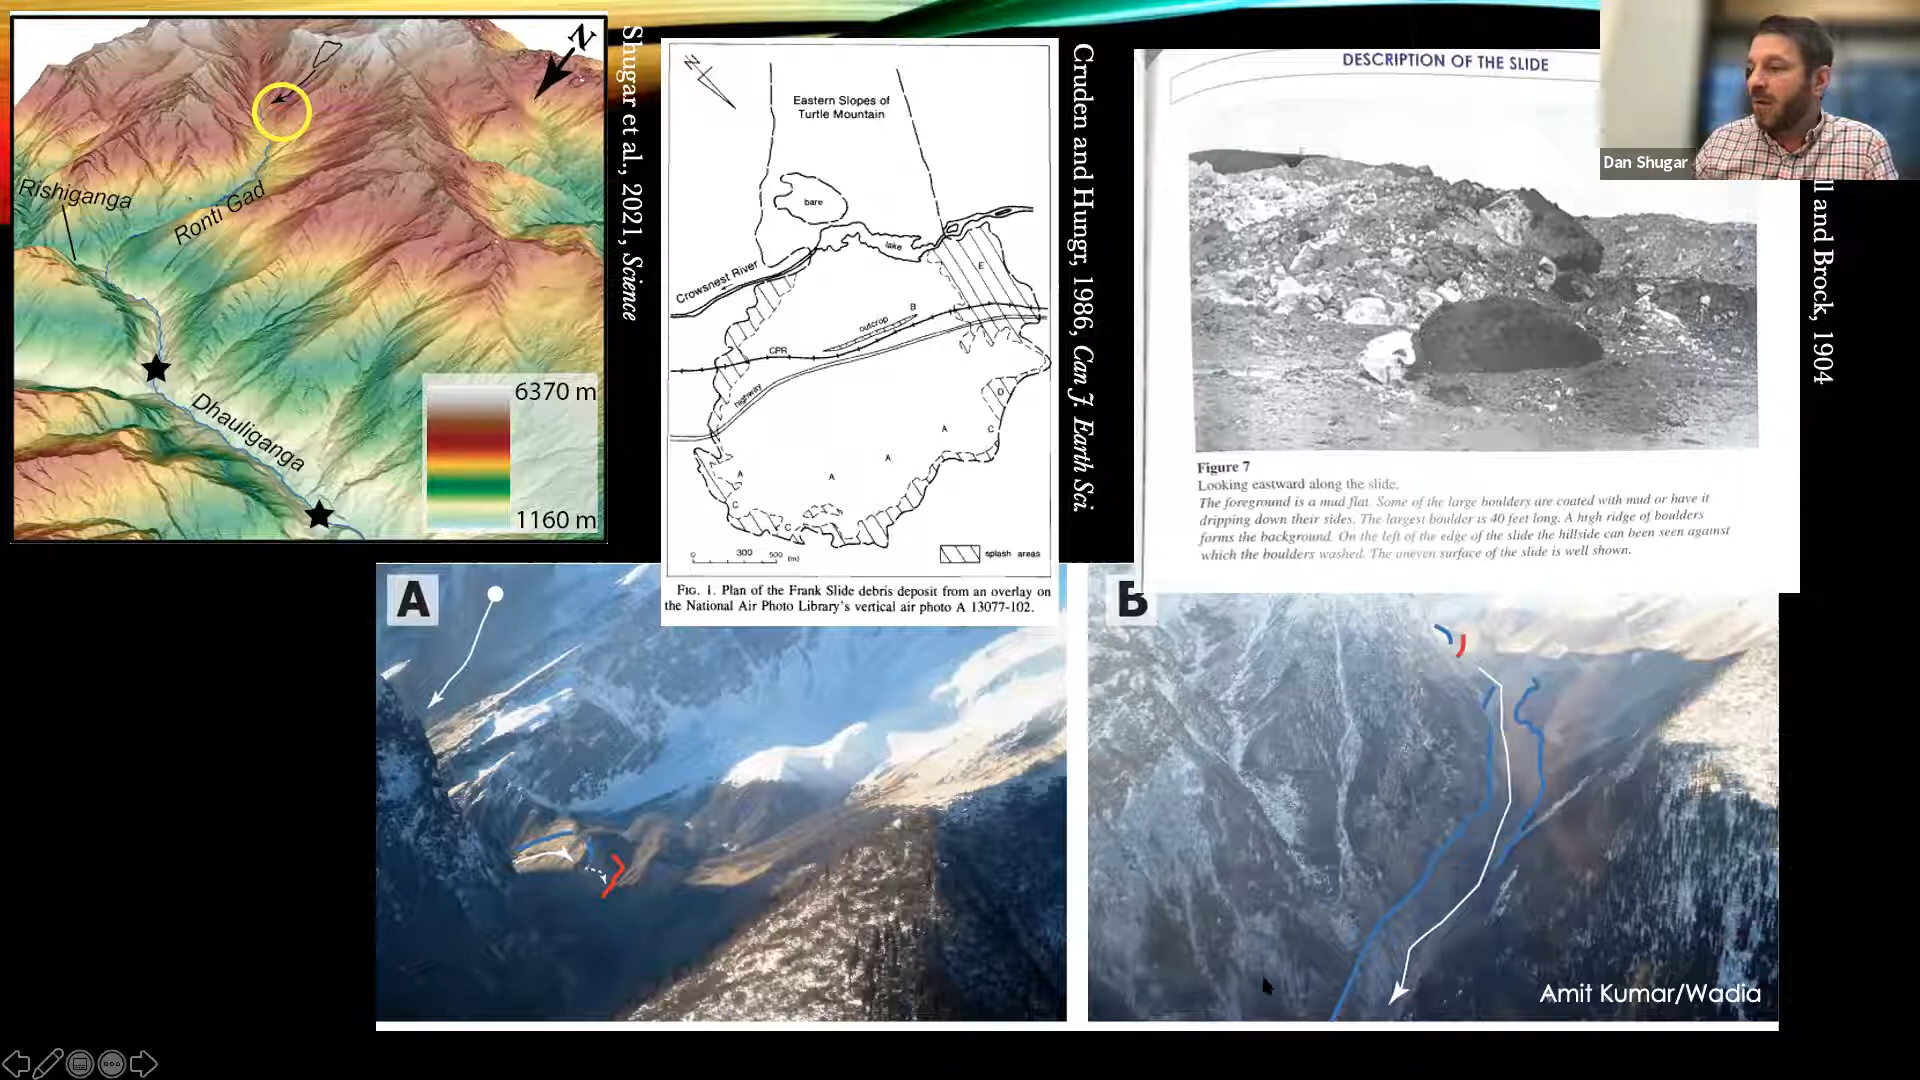 N
Rishiganga
Ronti Gad
Dhauliganga
6370 m
1160 m
Shugar et al., 2021, Science
N
Eastern Slopes of
Turtle Mountain
bare
lake
Crowsnest River
E
B
outcrop
CPR
highway
D
A
C
A
A
A
C
C
0 300 500 (m)
splash areas
FIG. 1. Plan of the Frank Slide debris deposit from an overlay on
the National Air Photo Library's vertical air photo A 13077-102.
Cruden and Hungr, 1986, Can J. Earth Sci.
DESCRIPTION OF THE SLIDE
Figure 7
Looking eastward along the slide.
The foreground is a mud flat. Some of the large boulders are coated with mud or have it
dripping down their sides. The largest boulder is 40 feet long. A high ridge of boulders
forms the background. On the left of the edge of the slide the hillside can been seen against
which the boulders washed. The uneven surface of the slide is well shown.
Dan Shugar
ll and Brock, 1904
A
B
Amit Kumar/Wadia